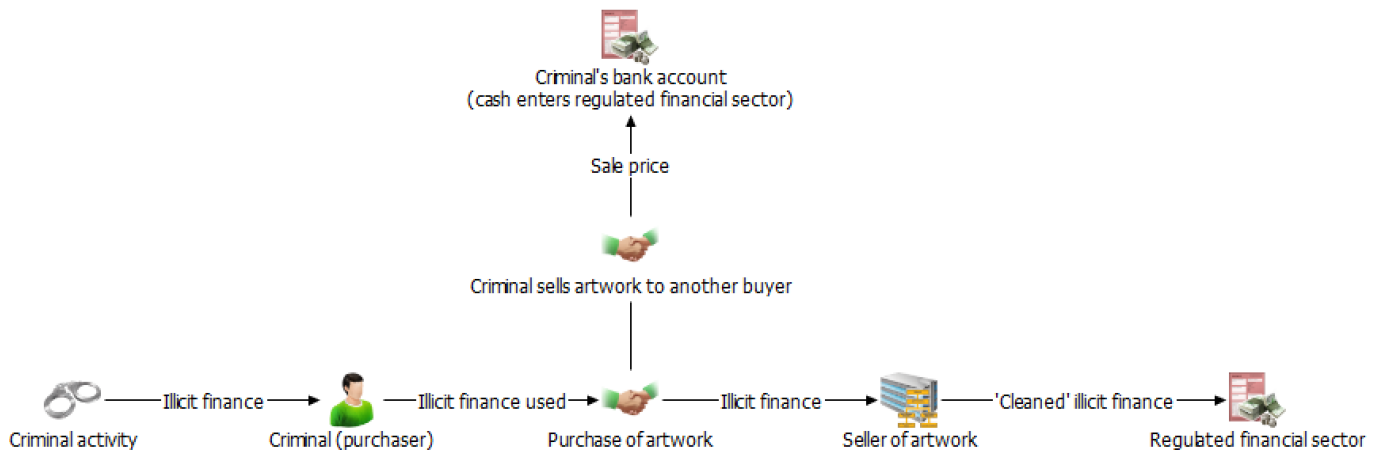 Criminal's bank account
(cash enters regulated financial sector)
Sale price
Criminal sells artwork to another buyer
Illicit finance
Illicit finance used
Illicit finance
'Cleaned' illicit finance
Criminal activity
Criminal (purchaser)
Purchase of artwork
Seller of artwork
Regulated financial sector